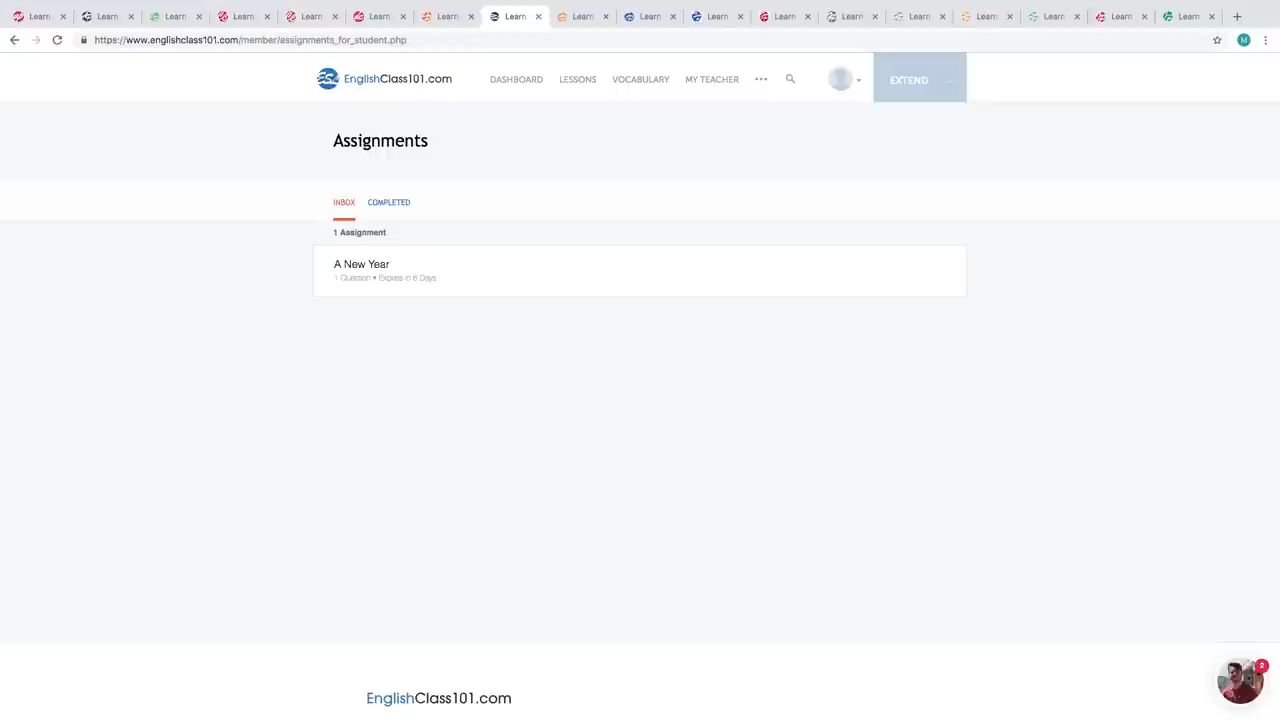 Learn Learn Learn Learn Learn Learn Learn Learn Learn Learn Learn Learn Learn Learn Learn Learn Learn Learn
https://www.englishclass101.com/member/assignments_for_student.php
M
EnglishClass101.com DASHBOARD LESSONS VOCABULARY MY TEACHER EXTEND
Assignments
INBOX COMPLETED
1 Assignment
A New Year
1 Question • Expires in 6 Days
2
EnglishClass101.com